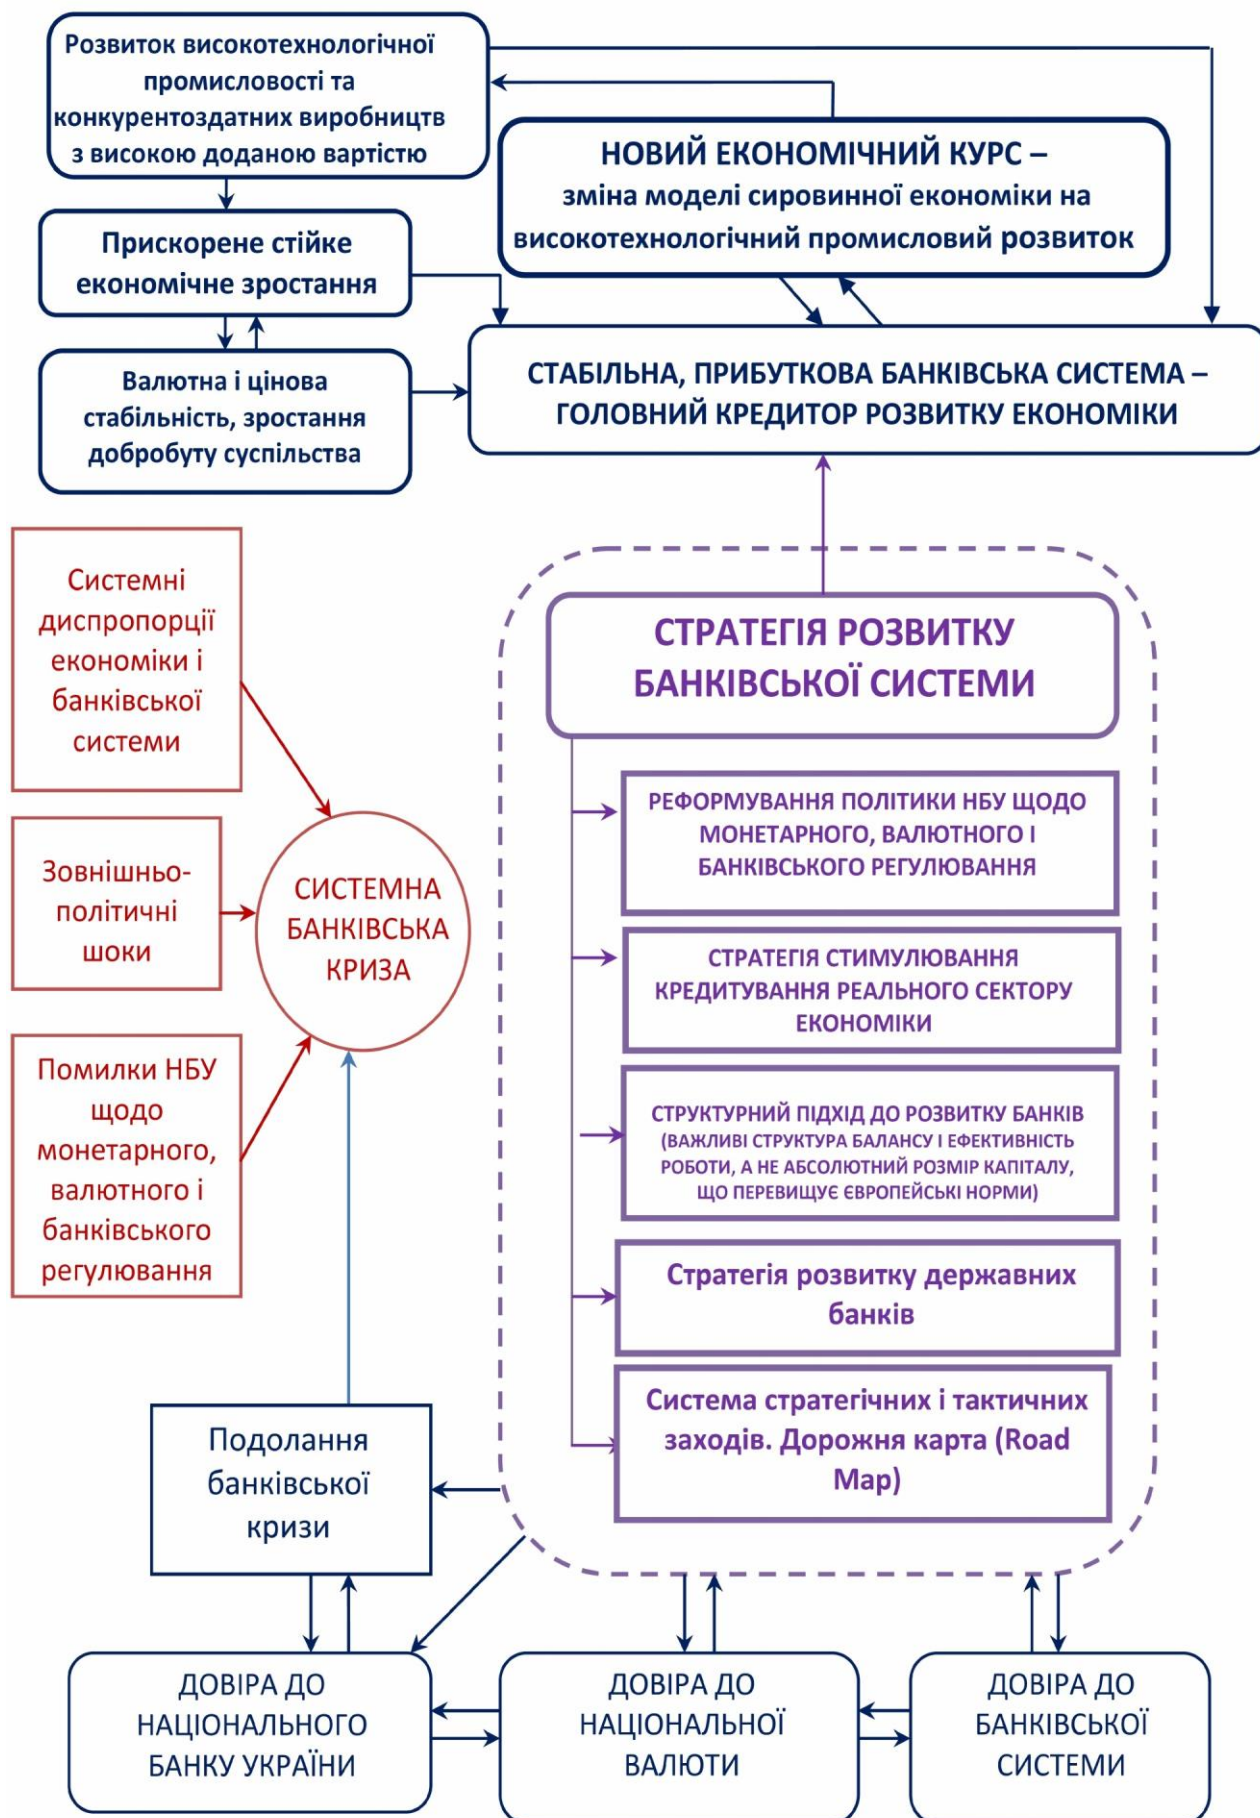 Розвиток високотехнологічної
промисловості та
конкурентоздатних виробництв
з високою доданою вартістю
НОВИЙ ЕКОНОМІЧНИЙ КУРС –
зміна моделі сировинної економіки на
високотехнологічний промисловий розвиток
Прискорене стійке
економічне зростання
Валютна і цінова
стабільність, зростання
добробуту суспільства
СТАБІЛЬНА, ПРИБУТКОВА БАНКІВСЬКА СИСТЕМА –
ГОЛОВНИЙ КРЕДИТОР РОЗВИТКУ ЕКОНОМІКИ
Системні
диспропорції
економіки і
банківської
системи
Зовнішньо-
політичні
шоки
Помилки НБУ
щодо
монетарного,
валютного і
банківського
регулювання
СИСТЕМНА
БАНКІВСЬКА
КРИЗА
СТРАТЕГІЯ РОЗВИТКУ
БАНКІВСЬКОЇ СИСТЕМИ
РЕФОРМУВАННЯ ПОЛІТИКИ НБУ ЩОДО
МОНЕТАРНОГО, ВАЛЮТНОГО І
БАНКІВСЬКОГО РЕГУЛЮВАННЯ
СТРАТЕГІЯ СТИМУЛЮВАННЯ
КРЕДИТУВАННЯ РЕАЛЬНОГО СЕКТОРУ
ЕКОНОМІКИ
СТРУКТУРНИЙ ПІДХІД ДО РОЗВИТКУ БАНКІВ
(ВАЖЛИВІ СТРУКТУРА БАЛАНСУ І ЕФЕКТИВНІСТЬ
РОБОТИ, А НЕ АБСОЛЮТНИЙ РОЗМІР КАПІТАЛУ,
ЩО ПЕРЕВИЩУЄ ЄВРОПЕЙСЬКІ НОРМИ)
Стратегія розвитку державних
банків
Система стратегічних і тактичних
заходів. Дорожня карта (Road
Map)
Подолання
банківської
кризи
ДОВІРА ДО
НАЦІОНАЛЬНОГО
БАНКУ УКРАЇНИ
ДОВІРА ДО
НАЦІОНАЛЬНОЇ
ВАЛЮТИ
ДОВІРА ДО
БАНКІВСЬКОЇ
СИСТЕМИ